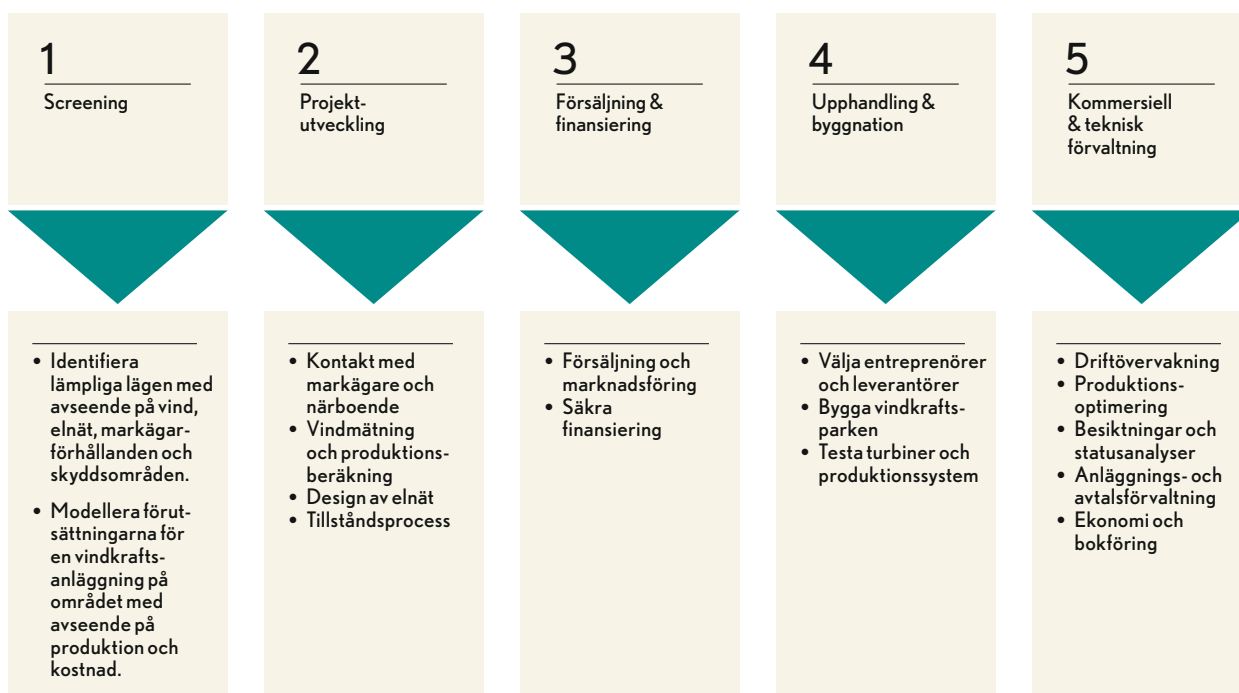 1
Screening
2
Projekt-
utveckling
3
Försäljning &
finansiering
4
Upphandling &
byggnation
5
Kommersiell
& teknisk
förvaltning
• Identifiera
lämpliga lägen med
avseende på vind,
elnät, markägar-
förhållanden och
skyddsområden.
• Modellera förut-
sättningarna för
en vindkrafts-
anläggning på
området med
avseende på
produktion och
kostnad.
• Kontakt med
markägare och
närboende
• Vindmätning
och produktions-
beräkning
• Design av elnät
• Tillståndsprocess
• Försäljning och
marknadsföring
• Säkra
finansiering
• Välja entreprenörer
och leverantörer
• Bygga vindkrafts-
parken
• Testa turbiner och
produktionssystem
• Driftövervakning
• Produktions-
optimering
• Besiktningar och
statusanalyser
• Anläggnings- och
avtalsförvaltning
• Ekonomi och
bokföring